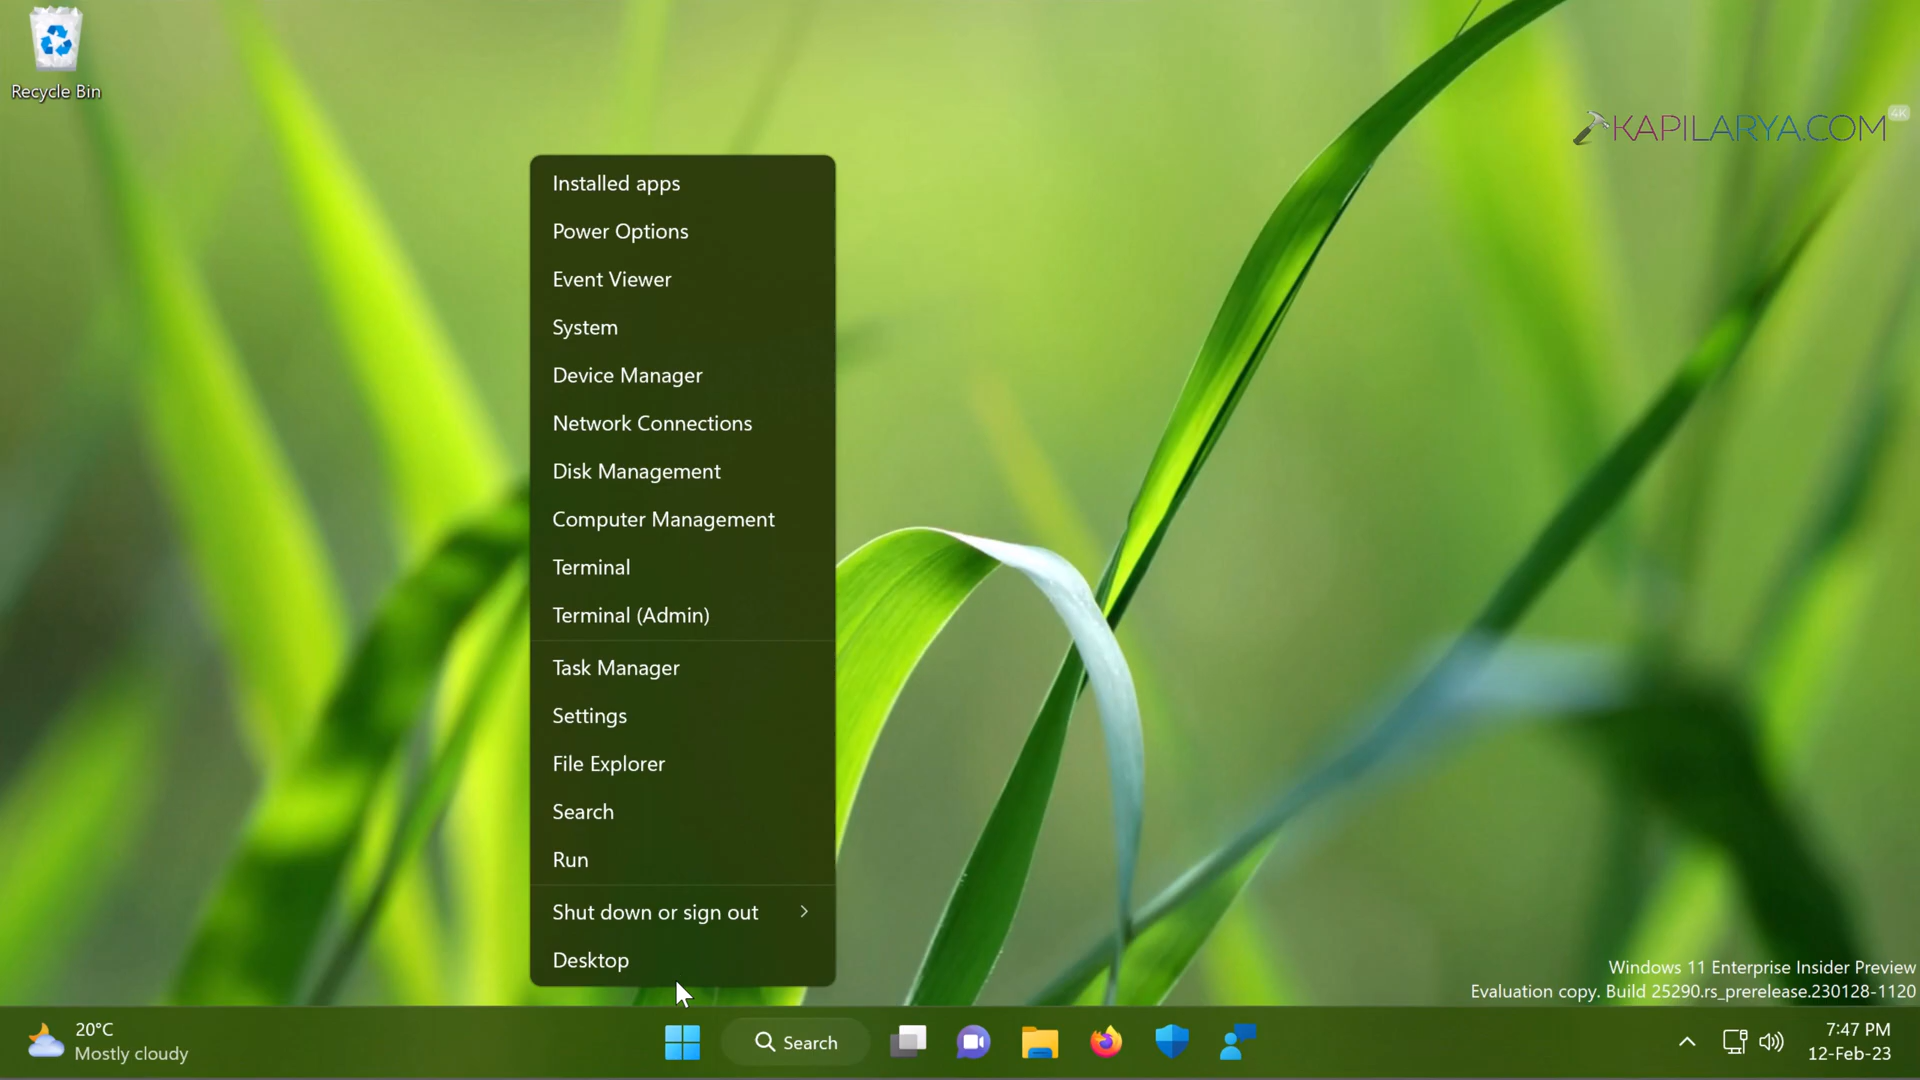 Recycle Bin
KAPILARYA.COM
4K
Installed apps
Power Options
Event Viewer
System
Device Manager
Network Connections
Disk Management
Computer Management
Terminal
Terminal (Admin)
Task Manager
Settings
File Explorer
Search
Run
Shut down or sign out
Desktop
Windows 11 Enterprise Insider Preview
Evaluation copy. Build 25290.rs_prerelease.230128-1120
20°C
Mostly cloudy
Search
7:47 PM
12-Feb-23